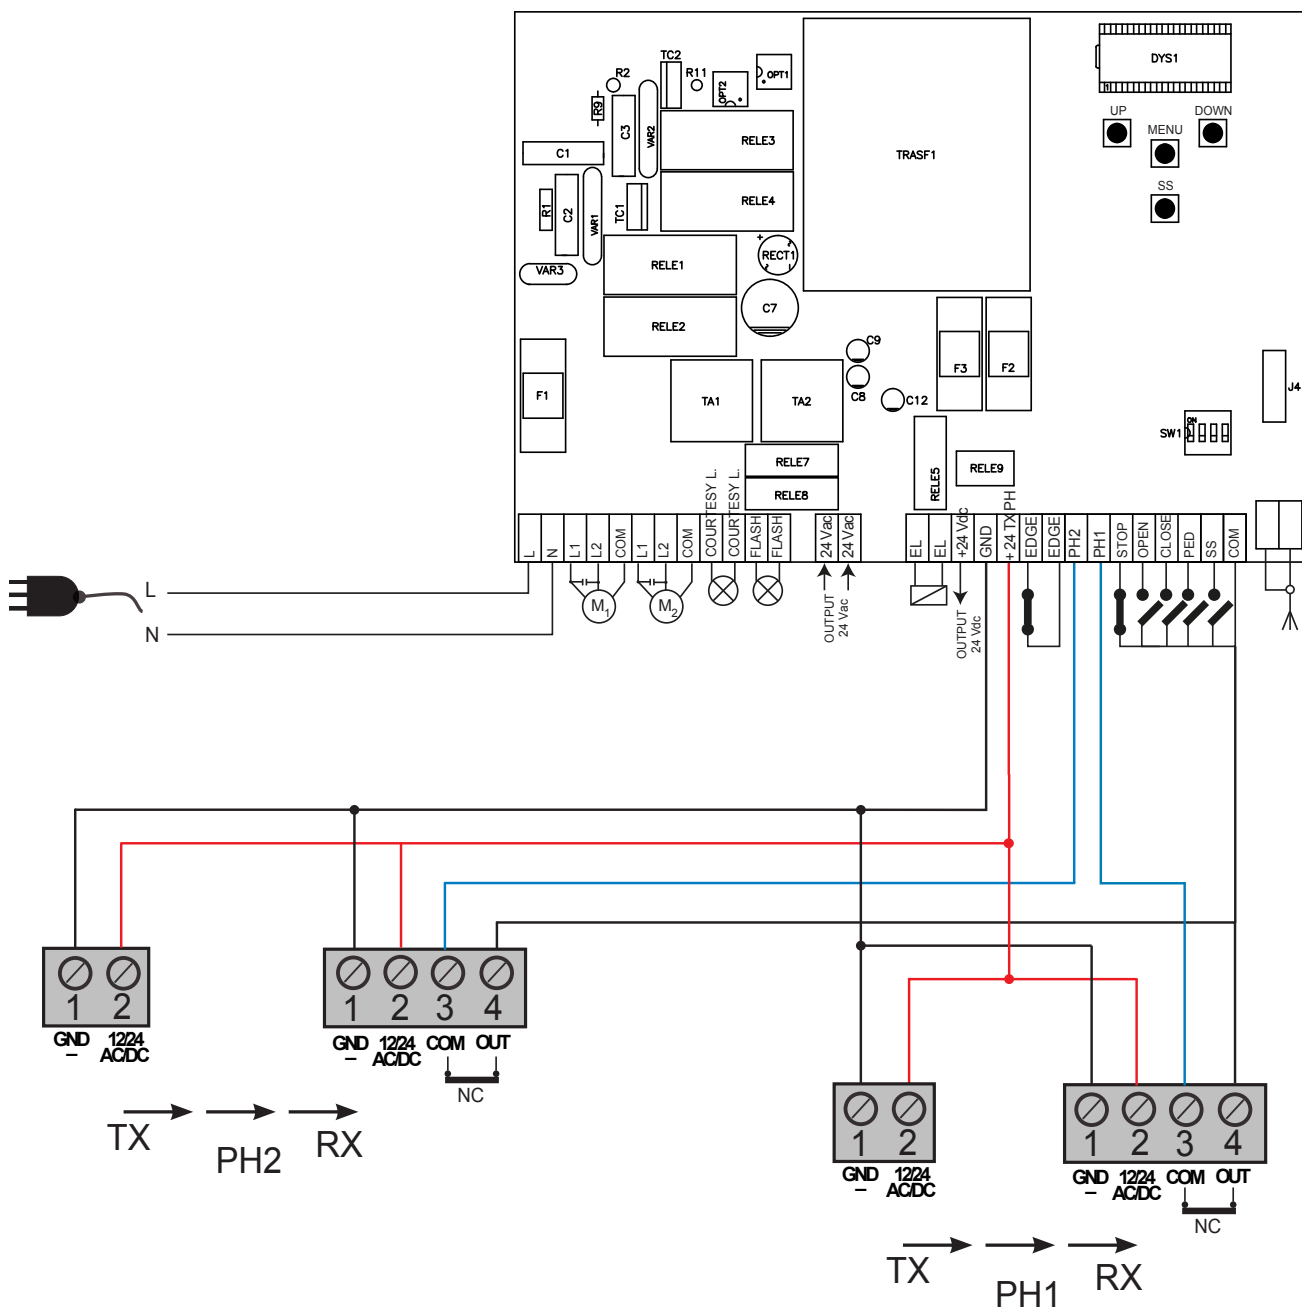 DYS1
1
UP
DOWN
MENU
SS
TRASF1
TC2
R2
R11
OPT2
OPT1
R9
C3
VAR2
RELE3
C1
R1
C2
VAR1
TC1
RELE4
VAR3
RELE1
+
RECT1
RELE2
C7
C9
C8
C12
F3
F2
F1
TA1
TA2
J4
SW1
ON
RELE7
RELE8
RELE5
RELE9
L
N
L1
L2
COM
L1
L2
COM
COURTESY L.
COURTESY L.
FLASH
FLASH
24 Vac
24 Vac
EL
EL
+24 Vdc
GND
+ 24 TX PH
EDGE
EDGE
PH2
PH1
STOP
OPEN
CLOSE
PED
SS
COM
L
N
M1
M2
OUTPUT
24 Vac
OUTPUT
24 Vdc
1 2
GND 12/24
– AC/DC
1 2 3 4
GND 12/24 COM OUT
– AC/DC
NC
TX PH2 RX
1 2
GND 12/24
– AC/DC
1 2 3 4
GND 12/24 COM OUT
– AC/DC
NC
TX PH1 RX